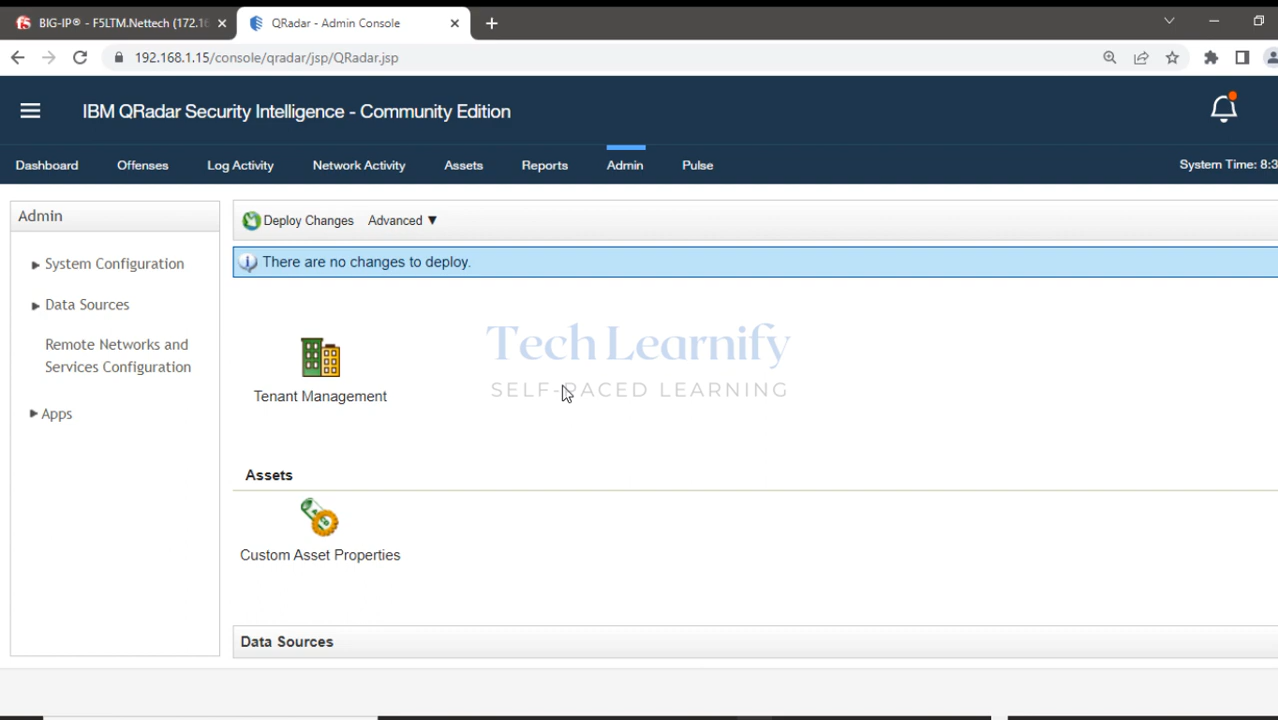 BIG-IP® - F5LTM.Nettech (172.16
QRadar - Admin Console
192.168.1.15/console/qradar/jsp/QRadar.jsp
IBM QRadar Security Intelligence - Community Edition
Dashboard
Offenses
Log Activity
Network Activity
Assets
Reports
Admin
Pulse
System Time: 8:3
Admin
System Configuration
Data Sources
Remote Networks and
Services Configuration
Apps
Deploy Changes
Advanced ▼
There are no changes to deploy.
Tech Learnify
SELF-PACED LEARNING
Tenant Management
Assets
Custom Asset Properties
Data Sources